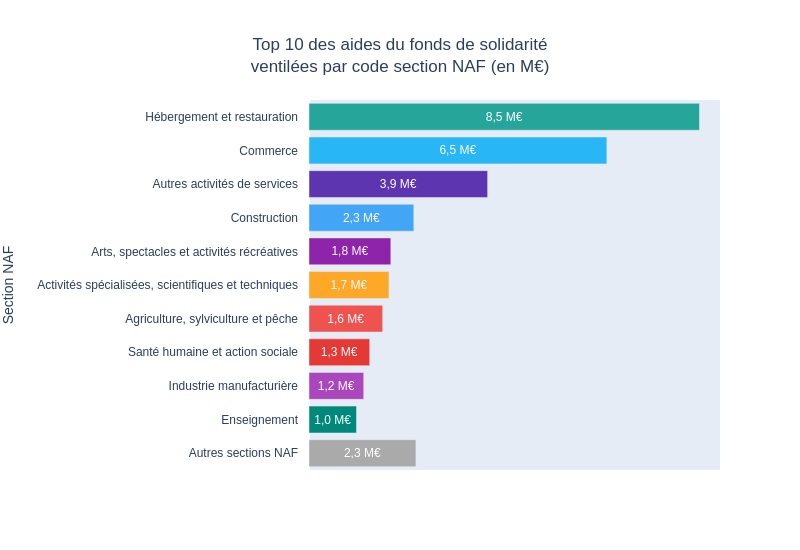 Top 10 des aides du fonds de solidarité
ventilées par code section NAF (en M€)
Section NAF
Hébergement et restauration 8,5 M€
Commerce 6,5 M€
Autres activités de services 3,9 M€
Construction 2,3 M€
Arts, spectacles et activités récréatives 1,8 M€
Activités spécialisées, scientifiques et techniques 1,7 M€
Agriculture, sylviculture et pêche 1,6 M€
Santé humaine et action sociale 1,3 M€
Industrie manufacturière 1,2 M€
Enseignement 1,0 M€
Autres sections NAF 2,3 M€